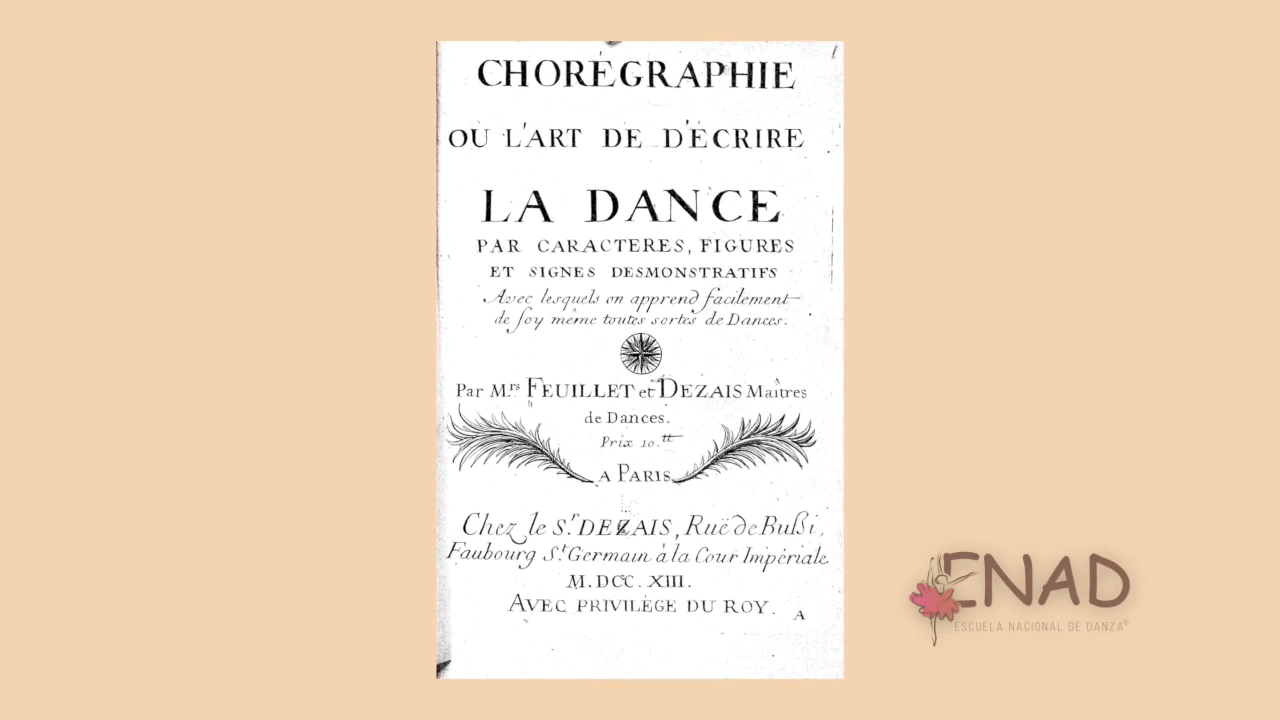 CHORÉGRAPHIE
OU L'ART DE D'ÉCRIRE
LA DANCE
PAR CARACTERES, FIGURES
ET SIGNES DESMONSTRATIFS
Avec lesquels on apprend facilement
de soy même toutes sortes de Dances.
Par M.rs FEUILLET et DEZAIS Maîtres
de Dances.
Prix 10.tt
A PARIS
Chez le S.r DEZAIS, Ruë de Bußi,
Faubourg S.t Germain à la Cour Impériale.
M.DCC.XIII.
AVEC PRIVILÈGE DU ROY.
A
ENAD
ESCUELA NACIONAL DE DANZA®